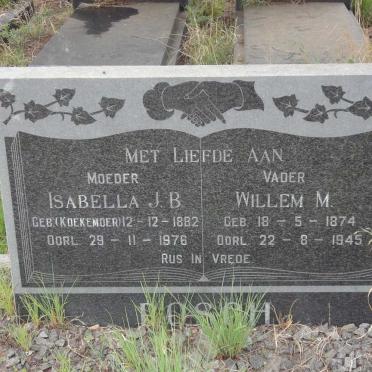 MET LIEFDE AAN
MOEDER
ISABELLA J.B.
GEB.(KOEKEMOER) 12-12-1882
OORL. 29-11-1976
VADER
WILLEM M.
GEB. 18-5-1874
OORL. 22-8-1945
RUS IN VREDE
BOSCH